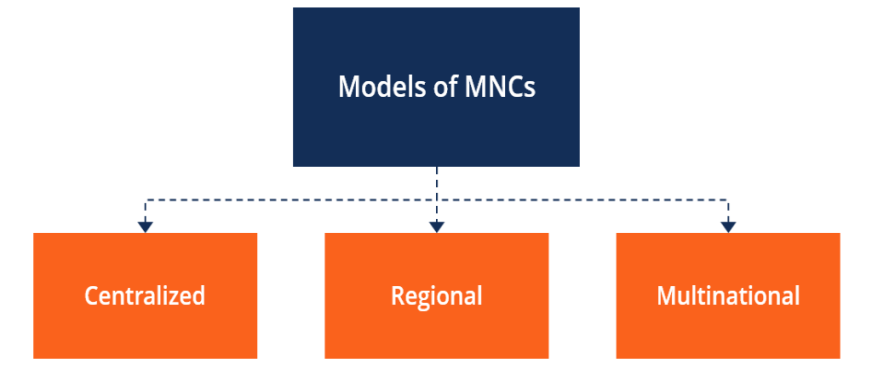 Models of MNCs
Centralized
Regional
Multinational